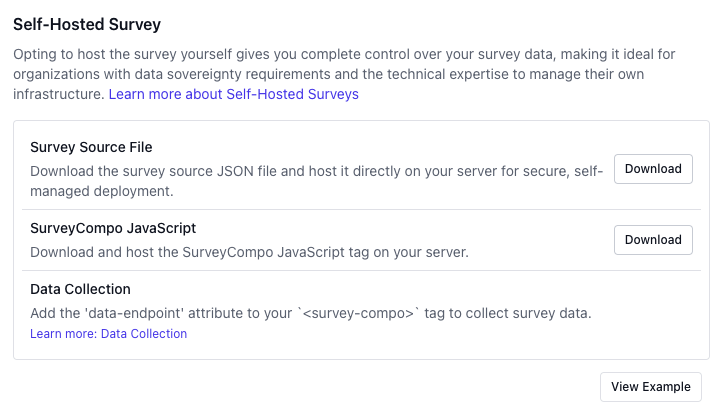 Self-Hosted Survey
Opting to host the survey yourself gives you complete control over your survey data, making it ideal for
organizations with data sovereignty requirements and the technical expertise to manage their own
infrastructure. Learn more about Self-Hosted Surveys
Survey Source File
Download the survey source JSON file and host it directly on your server for secure, self-
managed deployment.
Download
SurveyCompo JavaScript
Download and host the SurveyCompo JavaScript tag on your server.
Download
Data Collection
Add the 'data-endpoint' attribute to your `<survey-compo>` tag to collect survey data.
Learn more: Data Collection
View Example